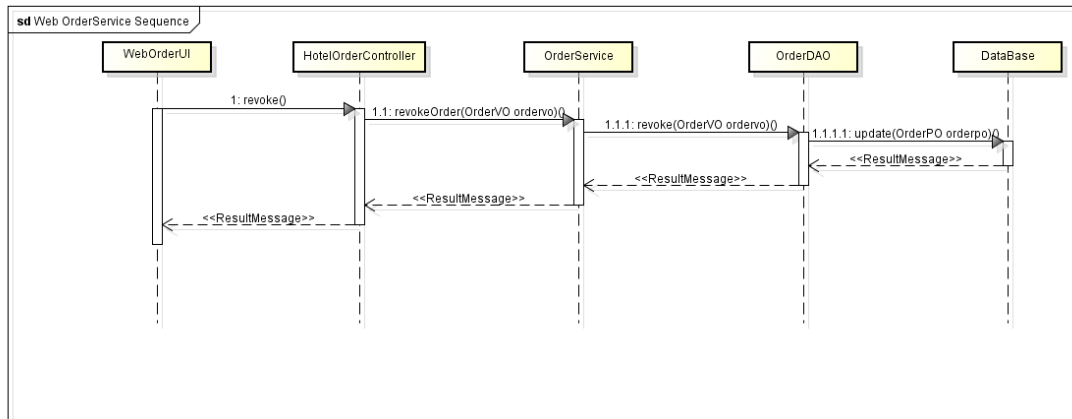 sd Web OrderService Sequence
WebOrderUI
HotelOrderController
OrderService
OrderDAO
DataBase
1: revoke()
1.1: revokeOrder(OrderVO ordervo)()
1.1.1: revoke(OrderVO ordervo)()
1.1.1.1: update(OrderPO orderpo)()
<<ResultMessage>>
<<ResultMessage>>
<<ResultMessage>>
<<ResultMessage>>